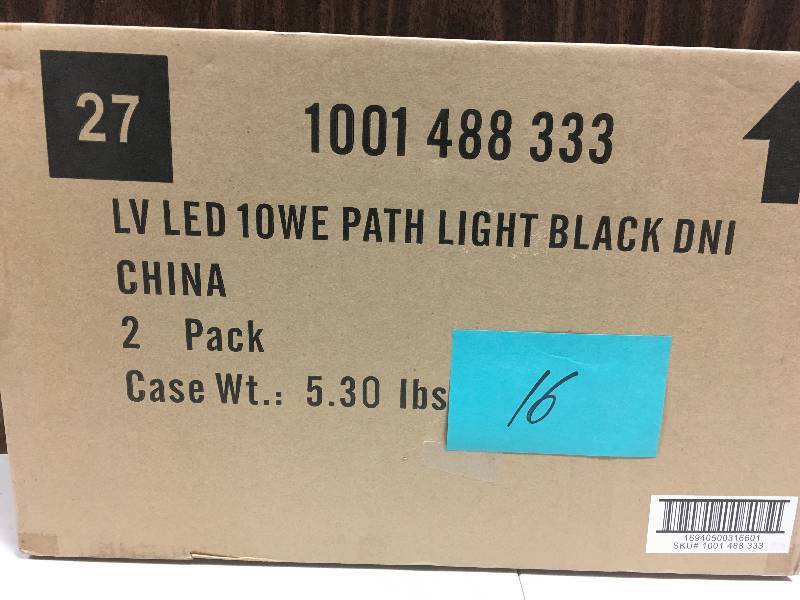 27
1001 488 333
LV LED 10WE PATH LIGHT BLACK DNI
CHINA
2 Pack
Case Wt.: 5.30 lbs
16
16940500316601
SKU# 1001 488 333